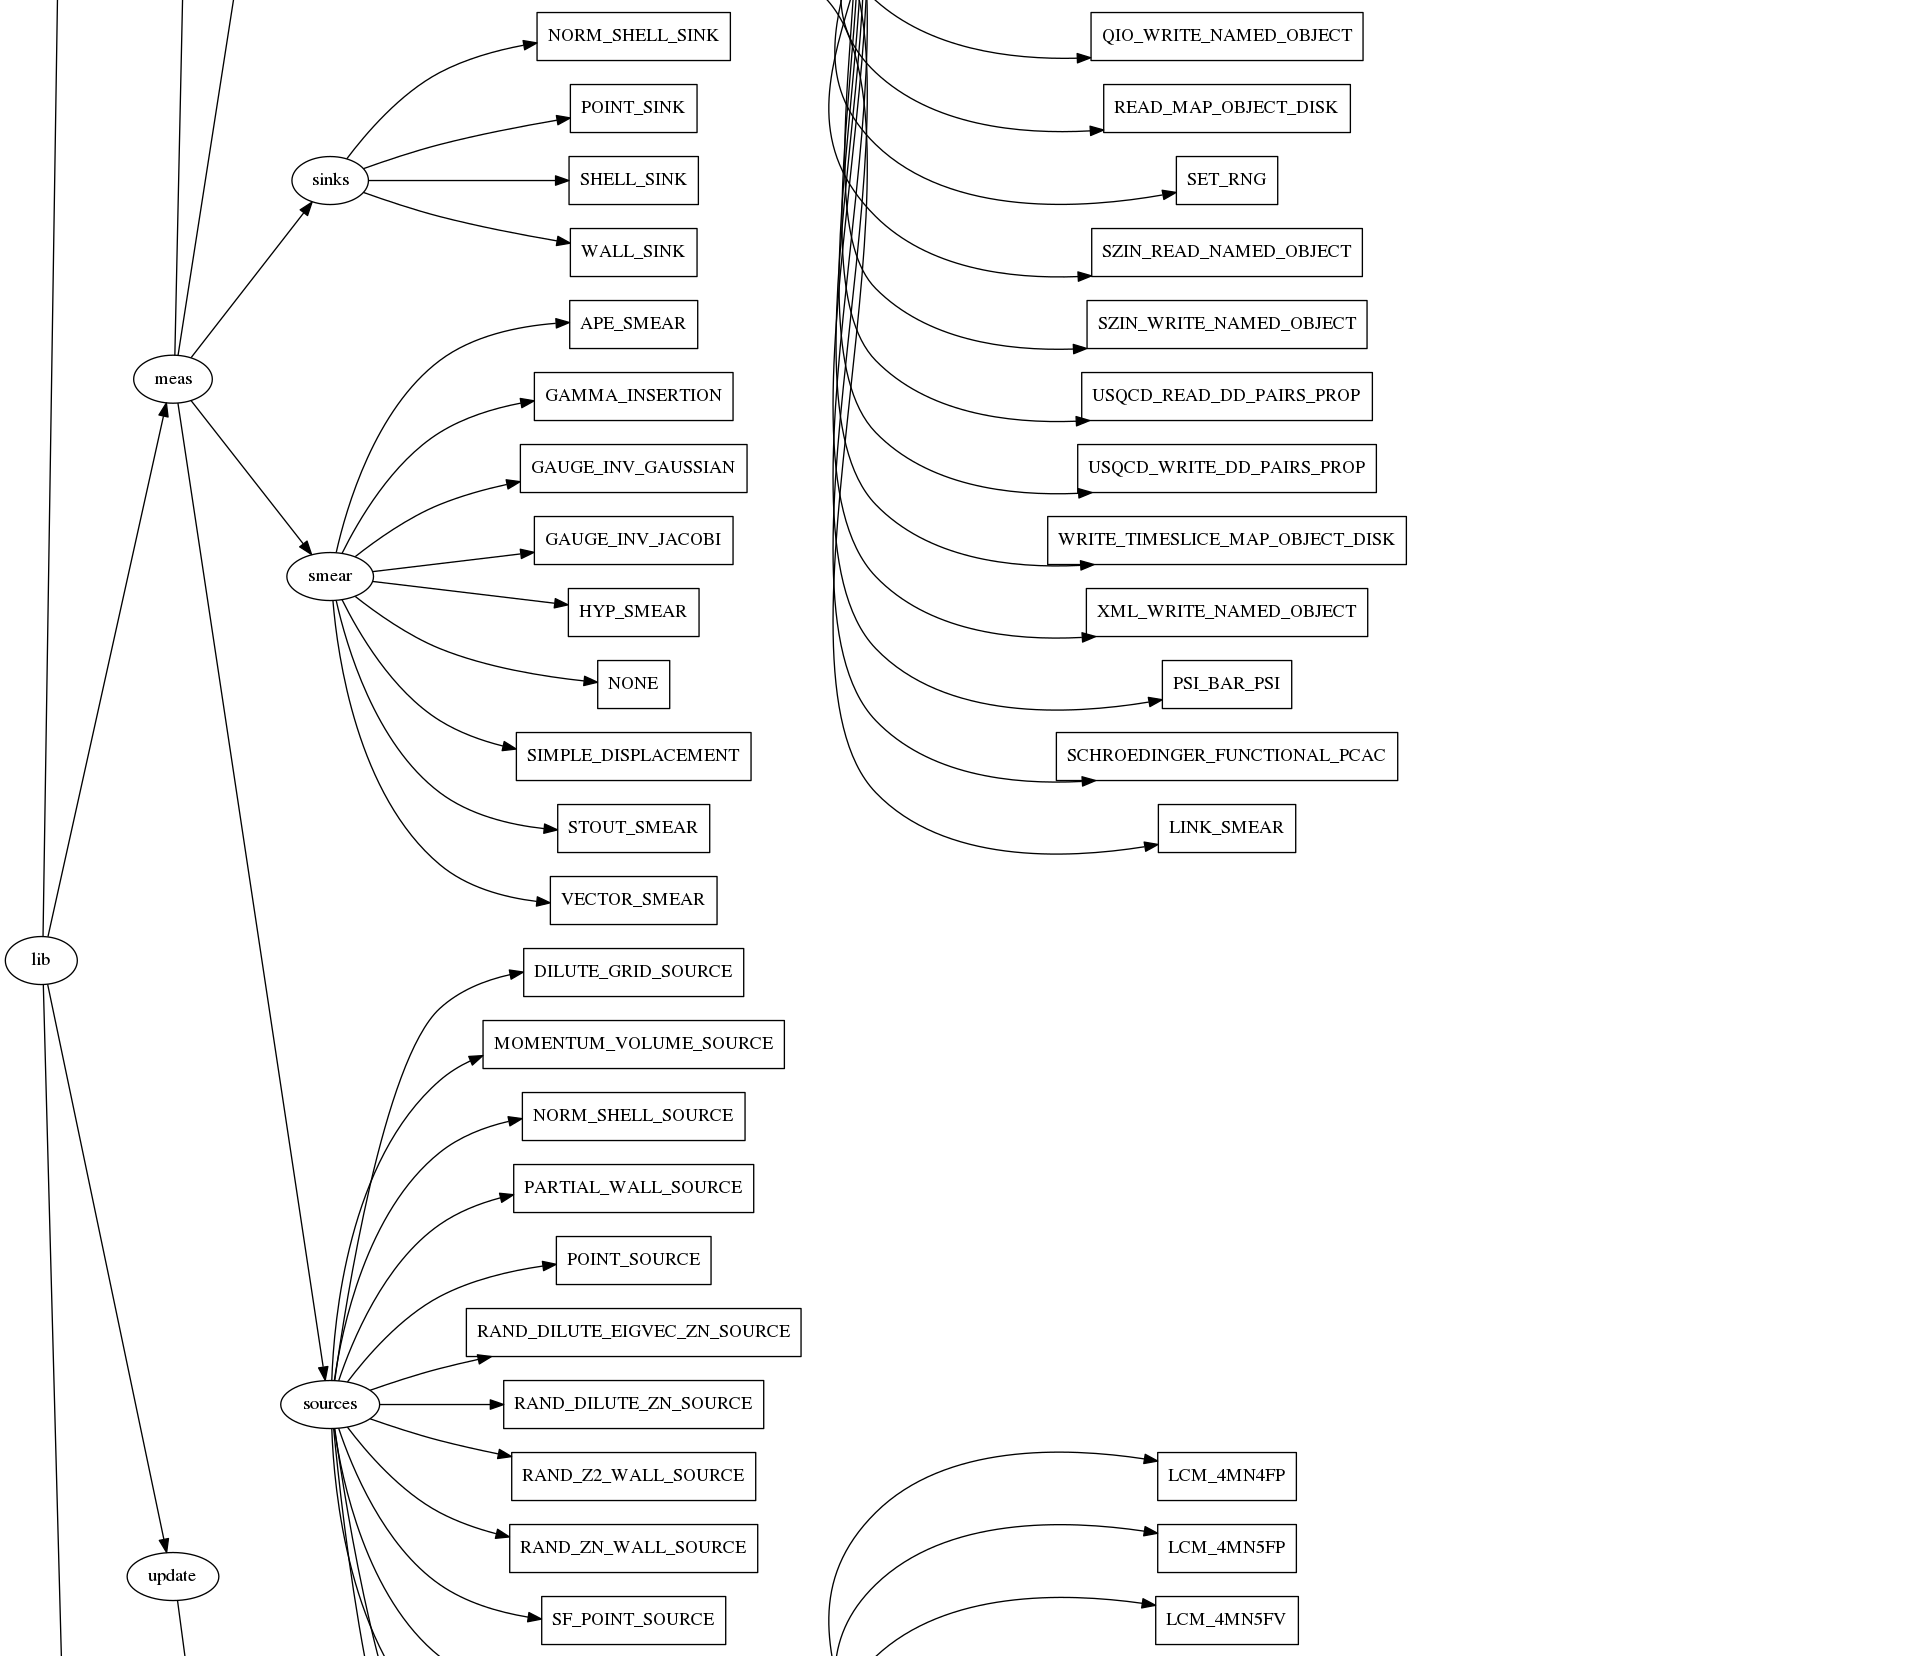 lib
meas
update
sinks
smear
sources
NORM_SHELL_SINK
POINT_SINK
SHELL_SINK
WALL_SINK
APE_SMEAR
GAMMA_INSERTION
GAUGE_INV_GAUSSIAN
GAUGE_INV_JACOBI
HYP_SMEAR
NONE
SIMPLE_DISPLACEMENT
STOUT_SMEAR
VECTOR_SMEAR
DILUTE_GRID_SOURCE
MOMENTUM_VOLUME_SOURCE
NORM_SHELL_SOURCE
PARTIAL_WALL_SOURCE
POINT_SOURCE
RAND_DILUTE_EIGVEC_ZN_SOURCE
RAND_DILUTE_ZN_SOURCE
RAND_Z2_WALL_SOURCE
RAND_ZN_WALL_SOURCE
SF_POINT_SOURCE
QIO_WRITE_NAMED_OBJECT
READ_MAP_OBJECT_DISK
SET_RNG
SZIN_READ_NAMED_OBJECT
SZIN_WRITE_NAMED_OBJECT
USQCD_READ_DD_PAIRS_PROP
USQCD_WRITE_DD_PAIRS_PROP
WRITE_TIMESLICE_MAP_OBJECT_DISK
XML_WRITE_NAMED_OBJECT
PSI_BAR_PSI
SCHROEDINGER_FUNCTIONAL_PCAC
LINK_SMEAR
LCM_4MN4FP
LCM_4MN5FP
LCM_4MN5FV